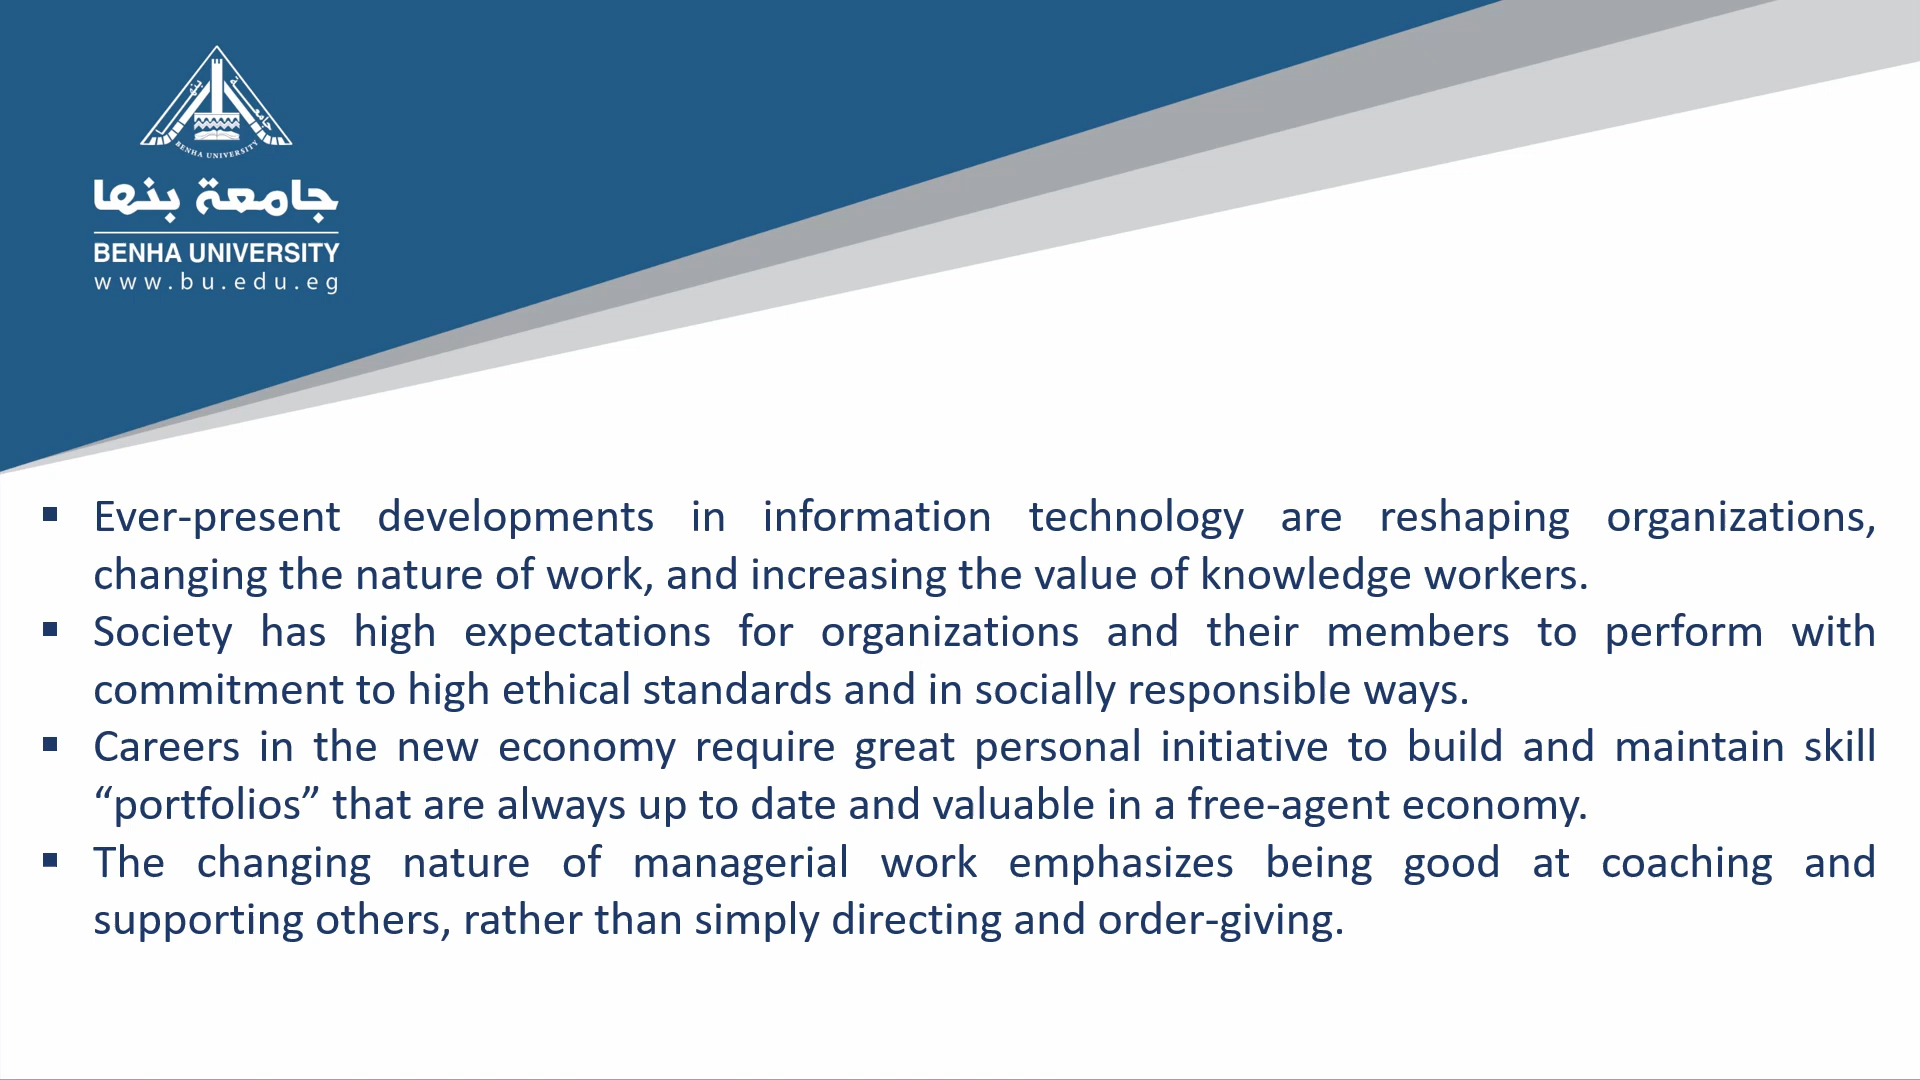 BENHA UNIVERSITY
جامعة بنها
BENHA UNIVERSITY
www.bu.edu.eg
▪ Ever-present developments in information technology are reshaping organizations,
changing the nature of work, and increasing the value of knowledge workers.
▪ Society has high expectations for organizations and their members to perform with
commitment to high ethical standards and in socially responsible ways.
▪ Careers in the new economy require great personal initiative to build and maintain skill
“portfolios” that are always up to date and valuable in a free-agent economy.
▪ The changing nature of managerial work emphasizes being good at coaching and
supporting others, rather than simply directing and order-giving.